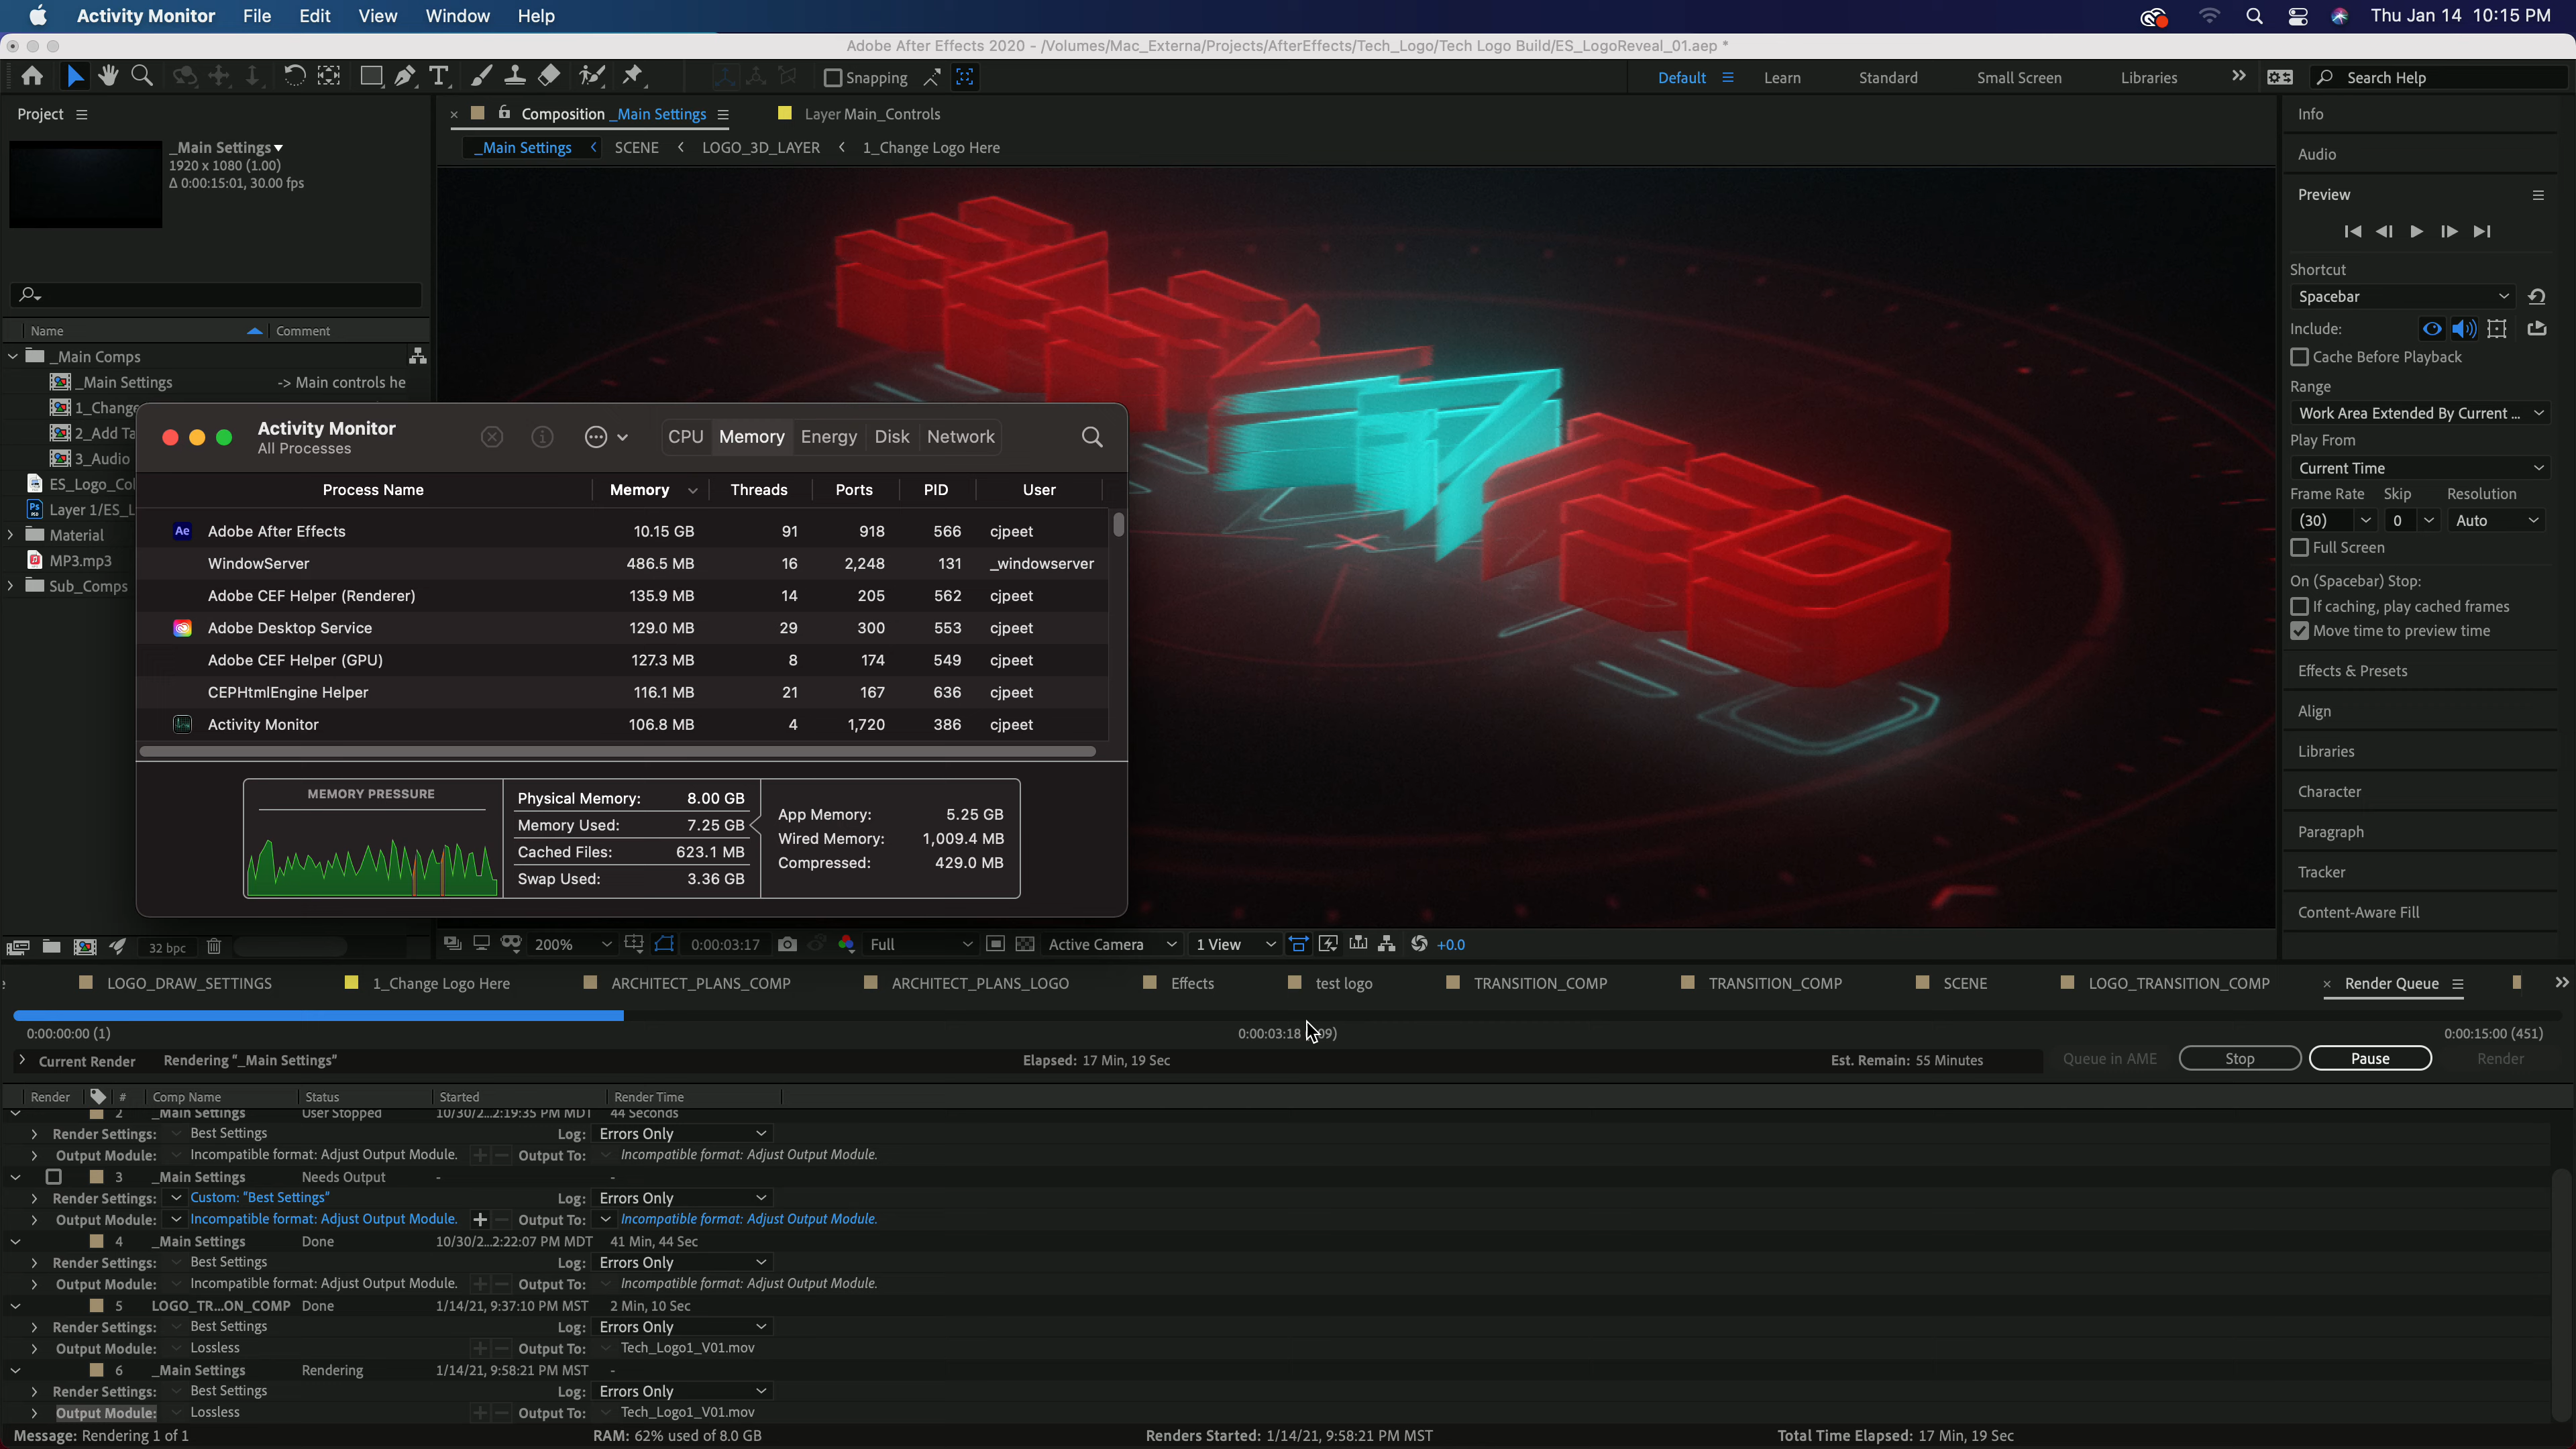 Activity Monitor File Edit View Window Help Thu Jan 14 10:15 PM
Adobe After Effects 2020 - /Volumes/Mac_Externa/Projects/AfterEffects/Tech_Logo/Tech Logo Build/ES_LogoReveal_01.aep *
Snapping Default Learn Standard Small Screen Libraries Search Help
Project Composition _Main Settings Layer Main_Controls Info
_Main Settings SCENE LOGO_3D_LAYER 1_Change Logo Here
_Main Settings
1920 x 1080 (1.00)
Δ 0:00:15:01, 30.00 fps
Name Comment
_Main Comps
_Main Settings -> Main controls he
1_Change
2_Add Ta
3_Audio
ES_Logo_Col
Layer 1/ES_L
Material
MP3.mp3
Sub_Comps
Activity Monitor
All Processes
CPU Memory Energy Disk Network
Process Name Memory Threads Ports PID User
Ae Adobe After Effects 10.15 GB 91 918 566 cjpeet
WindowServer 486.5 MB 16 2,248 131 _windowserver
Adobe CEF Helper (Renderer) 135.9 MB 14 205 562 cjpeet
Adobe Desktop Service 129.0 MB 29 300 553 cjpeet
Adobe CEF Helper (GPU) 127.3 MB 8 174 549 cjpeet
CEPHtmlEngine Helper 116.1 MB 21 167 636 cjpeet
Activity Monitor 106.8 MB 4 1,720 386 cjpeet
MEMORY PRESSURE
Physical Memory: 8.00 GB
Memory Used: 7.25 GB
Cached Files: 623.1 MB
Swap Used: 3.36 GB
App Memory: 5.25 GB
Wired Memory: 1,009.4 MB
Compressed: 429.0 MB
Audio
Preview
Shortcut
Spacebar
Include:
Cache Before Playback
Range
Work Area Extended By Current ...
Play From
Current Time
Frame Rate Skip Resolution
(30) 0 Auto
Full Screen
On (Spacebar) Stop:
If caching, play cached frames
Move time to preview time
Effects & Presets
Align
Libraries
Character
Paragraph
Tracker
Content-Aware Fill
32 bpc 200% 0:00:03:17 Full Active Camera 1 View +0.0
LOGO_DRAW_SETTINGS 1_Change Logo Here ARCHITECT_PLANS_COMP ARCHITECT_PLANS_LOGO Effects test logo TRANSITION_COMP TRANSITION_COMP SCENE LOGO_TRANSITION_COMP Render Queue
0:00:00:00 (1) 0:00:03:18 09) 0:00:15:00 (451)
Current Render Rendering "_Main Settings" Elapsed: 17 Min, 19 Sec Est. Remain: 55 Minutes Queue in AME Stop Pause Render
Render # Comp Name Status Started Render Time
2 _Main Settings User Stopped 10/30/2...2:19:35 PM MDT 44 Seconds
Render Settings: Best Settings Log: Errors Only
Output Module: Incompatible format: Adjust Output Module. Output To: Incompatible format: Adjust Output Module.
3 _Main Settings Needs Output - -
Render Settings: Custom: "Best Settings" Log: Errors Only
Output Module: Incompatible format: Adjust Output Module. Output To: Incompatible format: Adjust Output Module.
4 _Main Settings Done 10/30/2...2:22:07 PM MDT 41 Min, 44 Sec
Render Settings: Best Settings Log: Errors Only
Output Module: Incompatible format: Adjust Output Module. Output To: Incompatible format: Adjust Output Module.
5 LOGO_TR...ON_COMP Done 1/14/21, 9:37:10 PM MST 2 Min, 10 Sec
Render Settings: Best Settings Log: Errors Only
Output Module: Lossless Output To: Tech_Logo1_V01.mov
6 _Main Settings Rendering 1/14/21, 9:58:21 PM MST -
Render Settings: Best Settings Log: Errors Only
Output Module: Lossless Output To: Tech_Logo1_V01.mov
Message: Rendering 1 of 1 RAM: 62% used of 8.0 GB Renders Started: 1/14/21, 9:58:21 PM MST Total Time Elapsed: 17 Min, 19 Sec